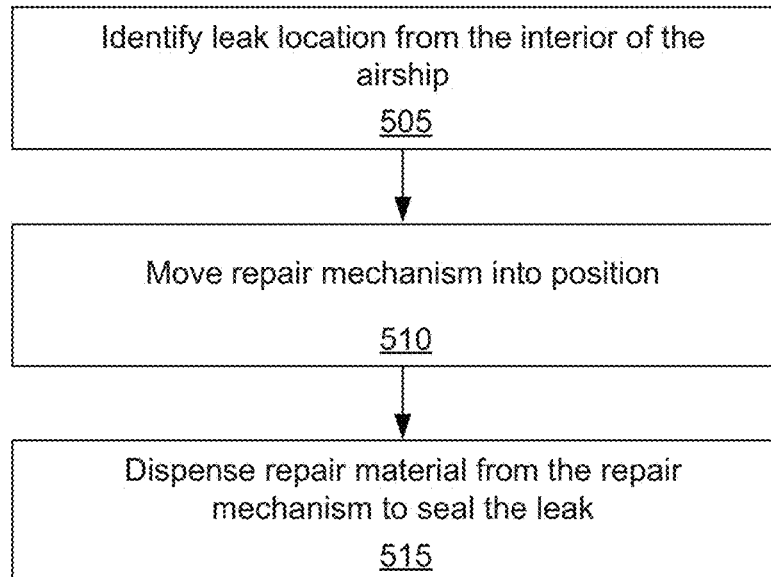 Identify leak location from the interior of the
airship
505
Move repair mechanism into position
510
Dispense repair material from the repair
mechanism to seal the leak
515